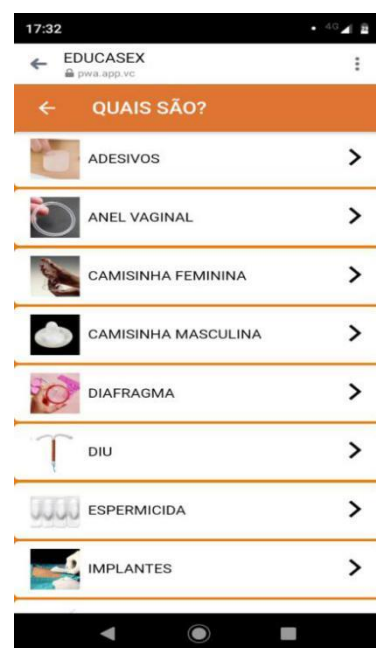 17:32
4G
EDUCASEX
pwa.app.vc
QUAIS SÃO?
ADESIVOS
ANEL VAGINAL
CAMISINHA FEMININA
CAMISINHA MASCULINA
DIAFRAGMA
DIU
ESPERMICIDA
IMPLANTES